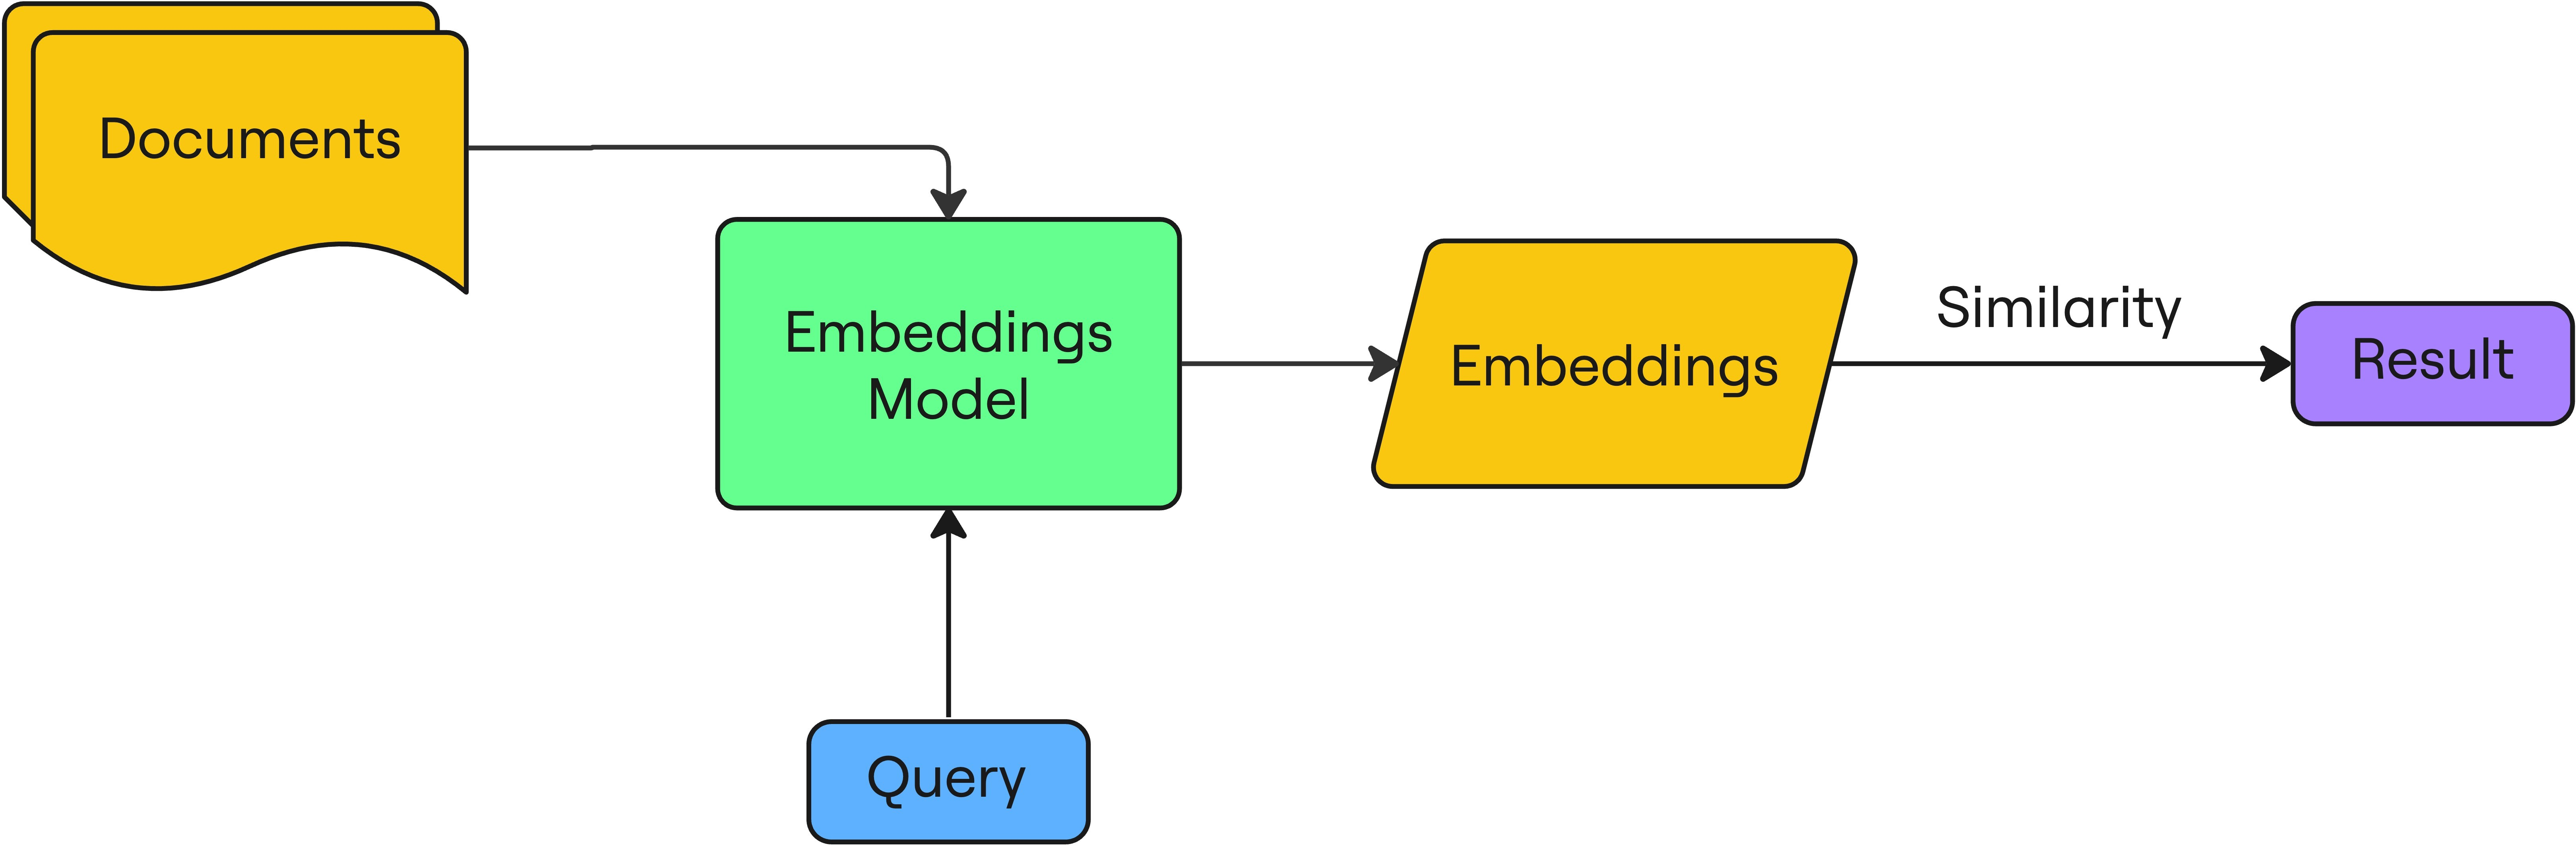 Documents
Embeddings
Model
Embeddings
Similarity
Result
Query